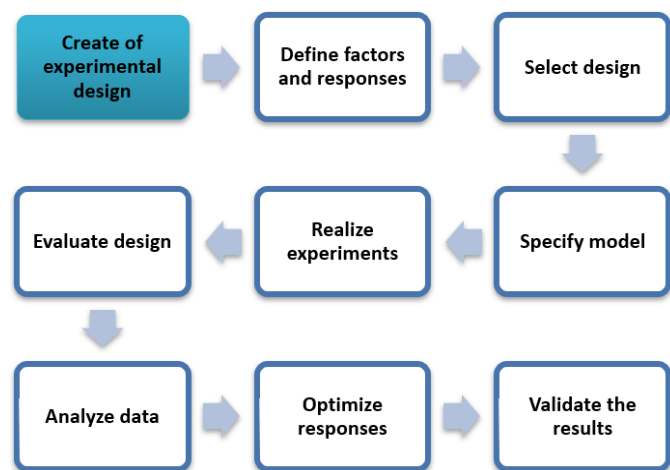 Create of
experimental
design
Define factors
and responses
Select design
Specify model
Realize
experiments
Evaluate design
Analyze data
Optimize
responses
Validate the
results